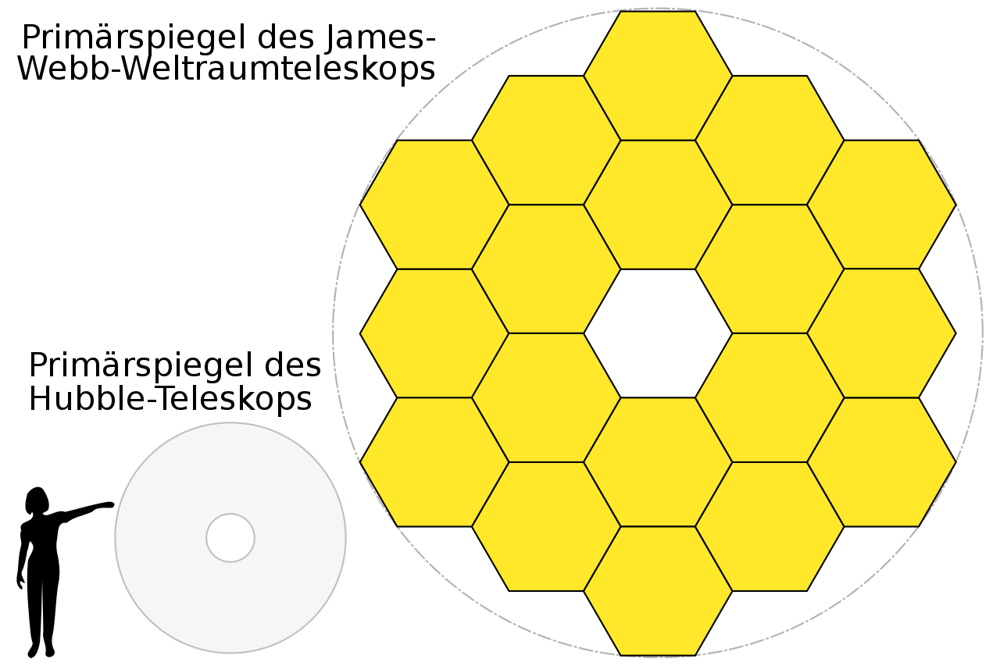 Primärspiegel des James-
Webb-Weltraumteleskops
Primärspiegel des
Hubble-Teleskops